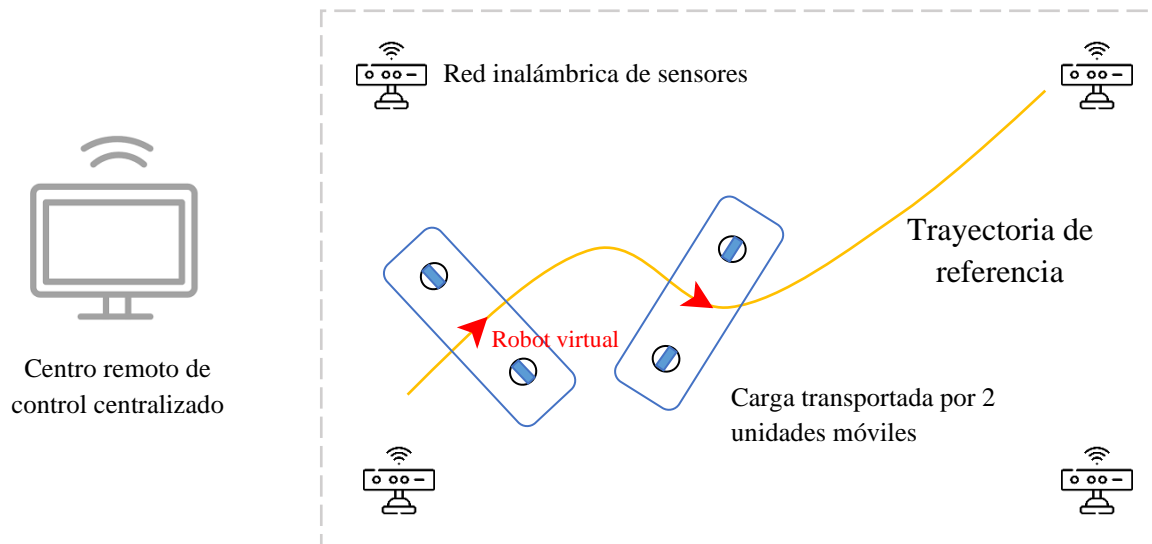 Red inalámbrica de sensores
Trayectoria de
referencia
Robot virtual
Centro remoto de
control centralizado
Carga transportada por 2
unidades móviles